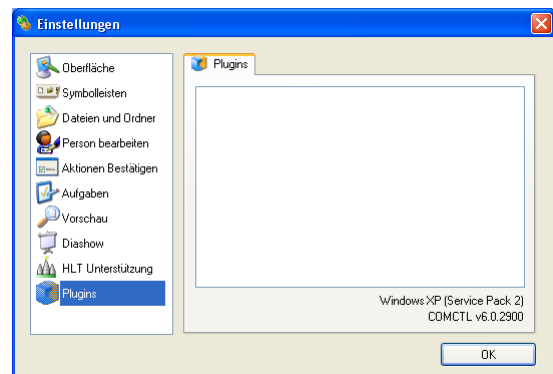 Einstellungen
Oberfläche
Symbolleisten
Dateien und Ordner
Person bearbeiten
Aktionen Bestätigen
Aufgaben
Vorschau
Diashow
HLT Unterstützung
Plugins
Plugins
Windows XP (Service Pack 2)
COMCTL v6.0.2900
OK